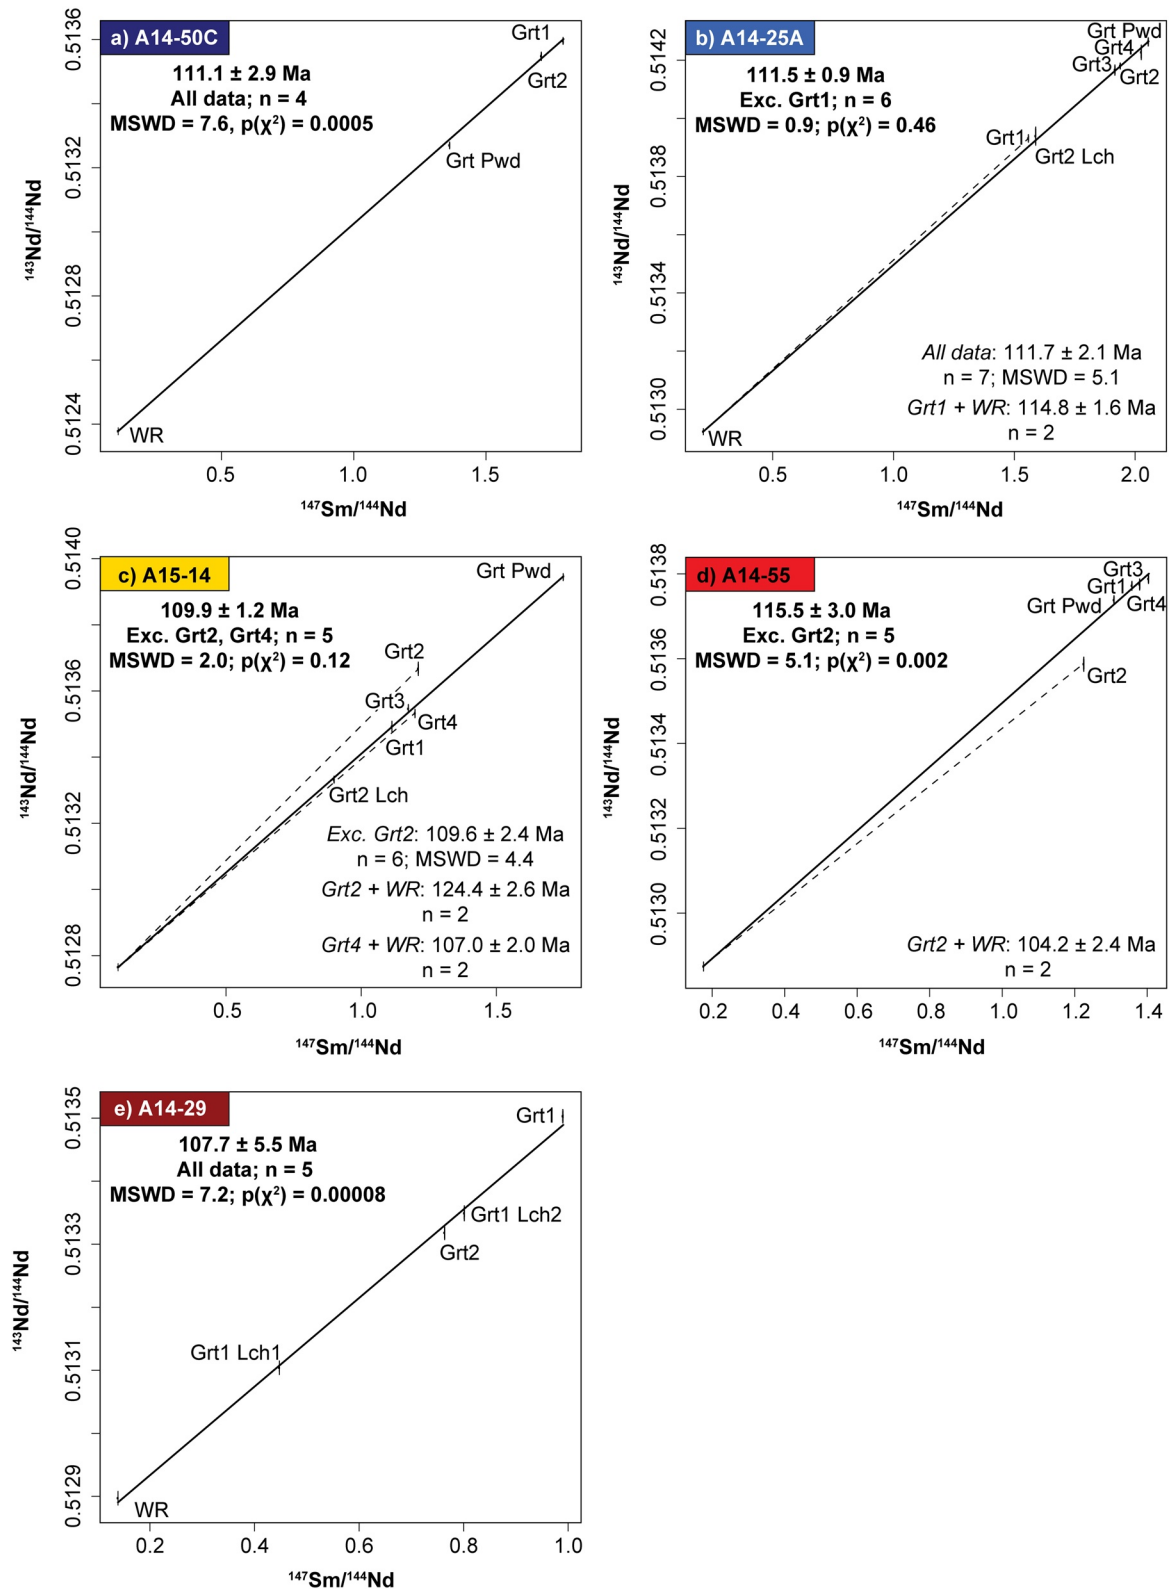 a) A14-50C
111.1 ± 2.9 Ma
All data; n = 4
MSWD = 7.6, p(χ²) = 0.0005
Grt1
Grt2
Grt Pwd
WR
0.5136
0.5132
0.5128
0.5124
¹⁴³Nd/¹⁴⁴Nd
0.5
1.0
1.5
¹⁴⁷Sm/¹⁴⁴Nd
b) A14-25A
111.5 ± 0.9 Ma
Exc. Grt1; n = 6
MSWD = 0.9; p(χ²) = 0.46
Grt Pwd
Grt4
Grt3
Grt2
Grt1
Grt2 Lch
All data: 111.7 ± 2.1 Ma
n = 7; MSWD = 5.1
Grt1 + WR: 114.8 ± 1.6 Ma
n = 2
WR
0.5142
0.5138
0.5134
0.5130
¹⁴³Nd/¹⁴⁴Nd
0.5
1.0
1.5
2.0
¹⁴⁷Sm/¹⁴⁴Nd
c) A15-14
109.9 ± 1.2 Ma
Exc. Grt2, Grt4; n = 5
MSWD = 2.0; p(χ²) = 0.12
Grt Pwd
Grt2
Grt3
Grt4
Grt1
Grt2 Lch
Exc. Grt2: 109.6 ± 2.4 Ma
n = 6; MSWD = 4.4
Grt2 + WR: 124.4 ± 2.6 Ma
n = 2
Grt4 + WR: 107.0 ± 2.0 Ma
n = 2
0.5140
0.5136
0.5132
0.5128
¹⁴³Nd/¹⁴⁴Nd
0.5
1.0
1.5
¹⁴⁷Sm/¹⁴⁴Nd
d) A14-55
115.5 ± 3.0 Ma
Exc. Grt2; n = 5
MSWD = 5.1; p(χ²) = 0.002
Grt3
Grt1
Grt4
Grt Pwd
Grt2
Grt2 + WR: 104.2 ± 2.4 Ma
n = 2
0.5138
0.5136
0.5134
0.5132
0.5130
¹⁴³Nd/¹⁴⁴Nd
0.2
0.4
0.6
0.8
1.0
1.2
1.4
¹⁴⁷Sm/¹⁴⁴Nd
e) A14-29
107.7 ± 5.5 Ma
All data; n = 5
MSWD = 7.2; p(χ²) = 0.00008
Grt1
Grt1 Lch2
Grt2
Grt1 Lch1
WR
0.5135
0.5133
0.5131
0.5129
¹⁴³Nd/¹⁴⁴Nd
0.2
0.4
0.6
0.8
1.0
¹⁴⁷Sm/¹⁴⁴Nd